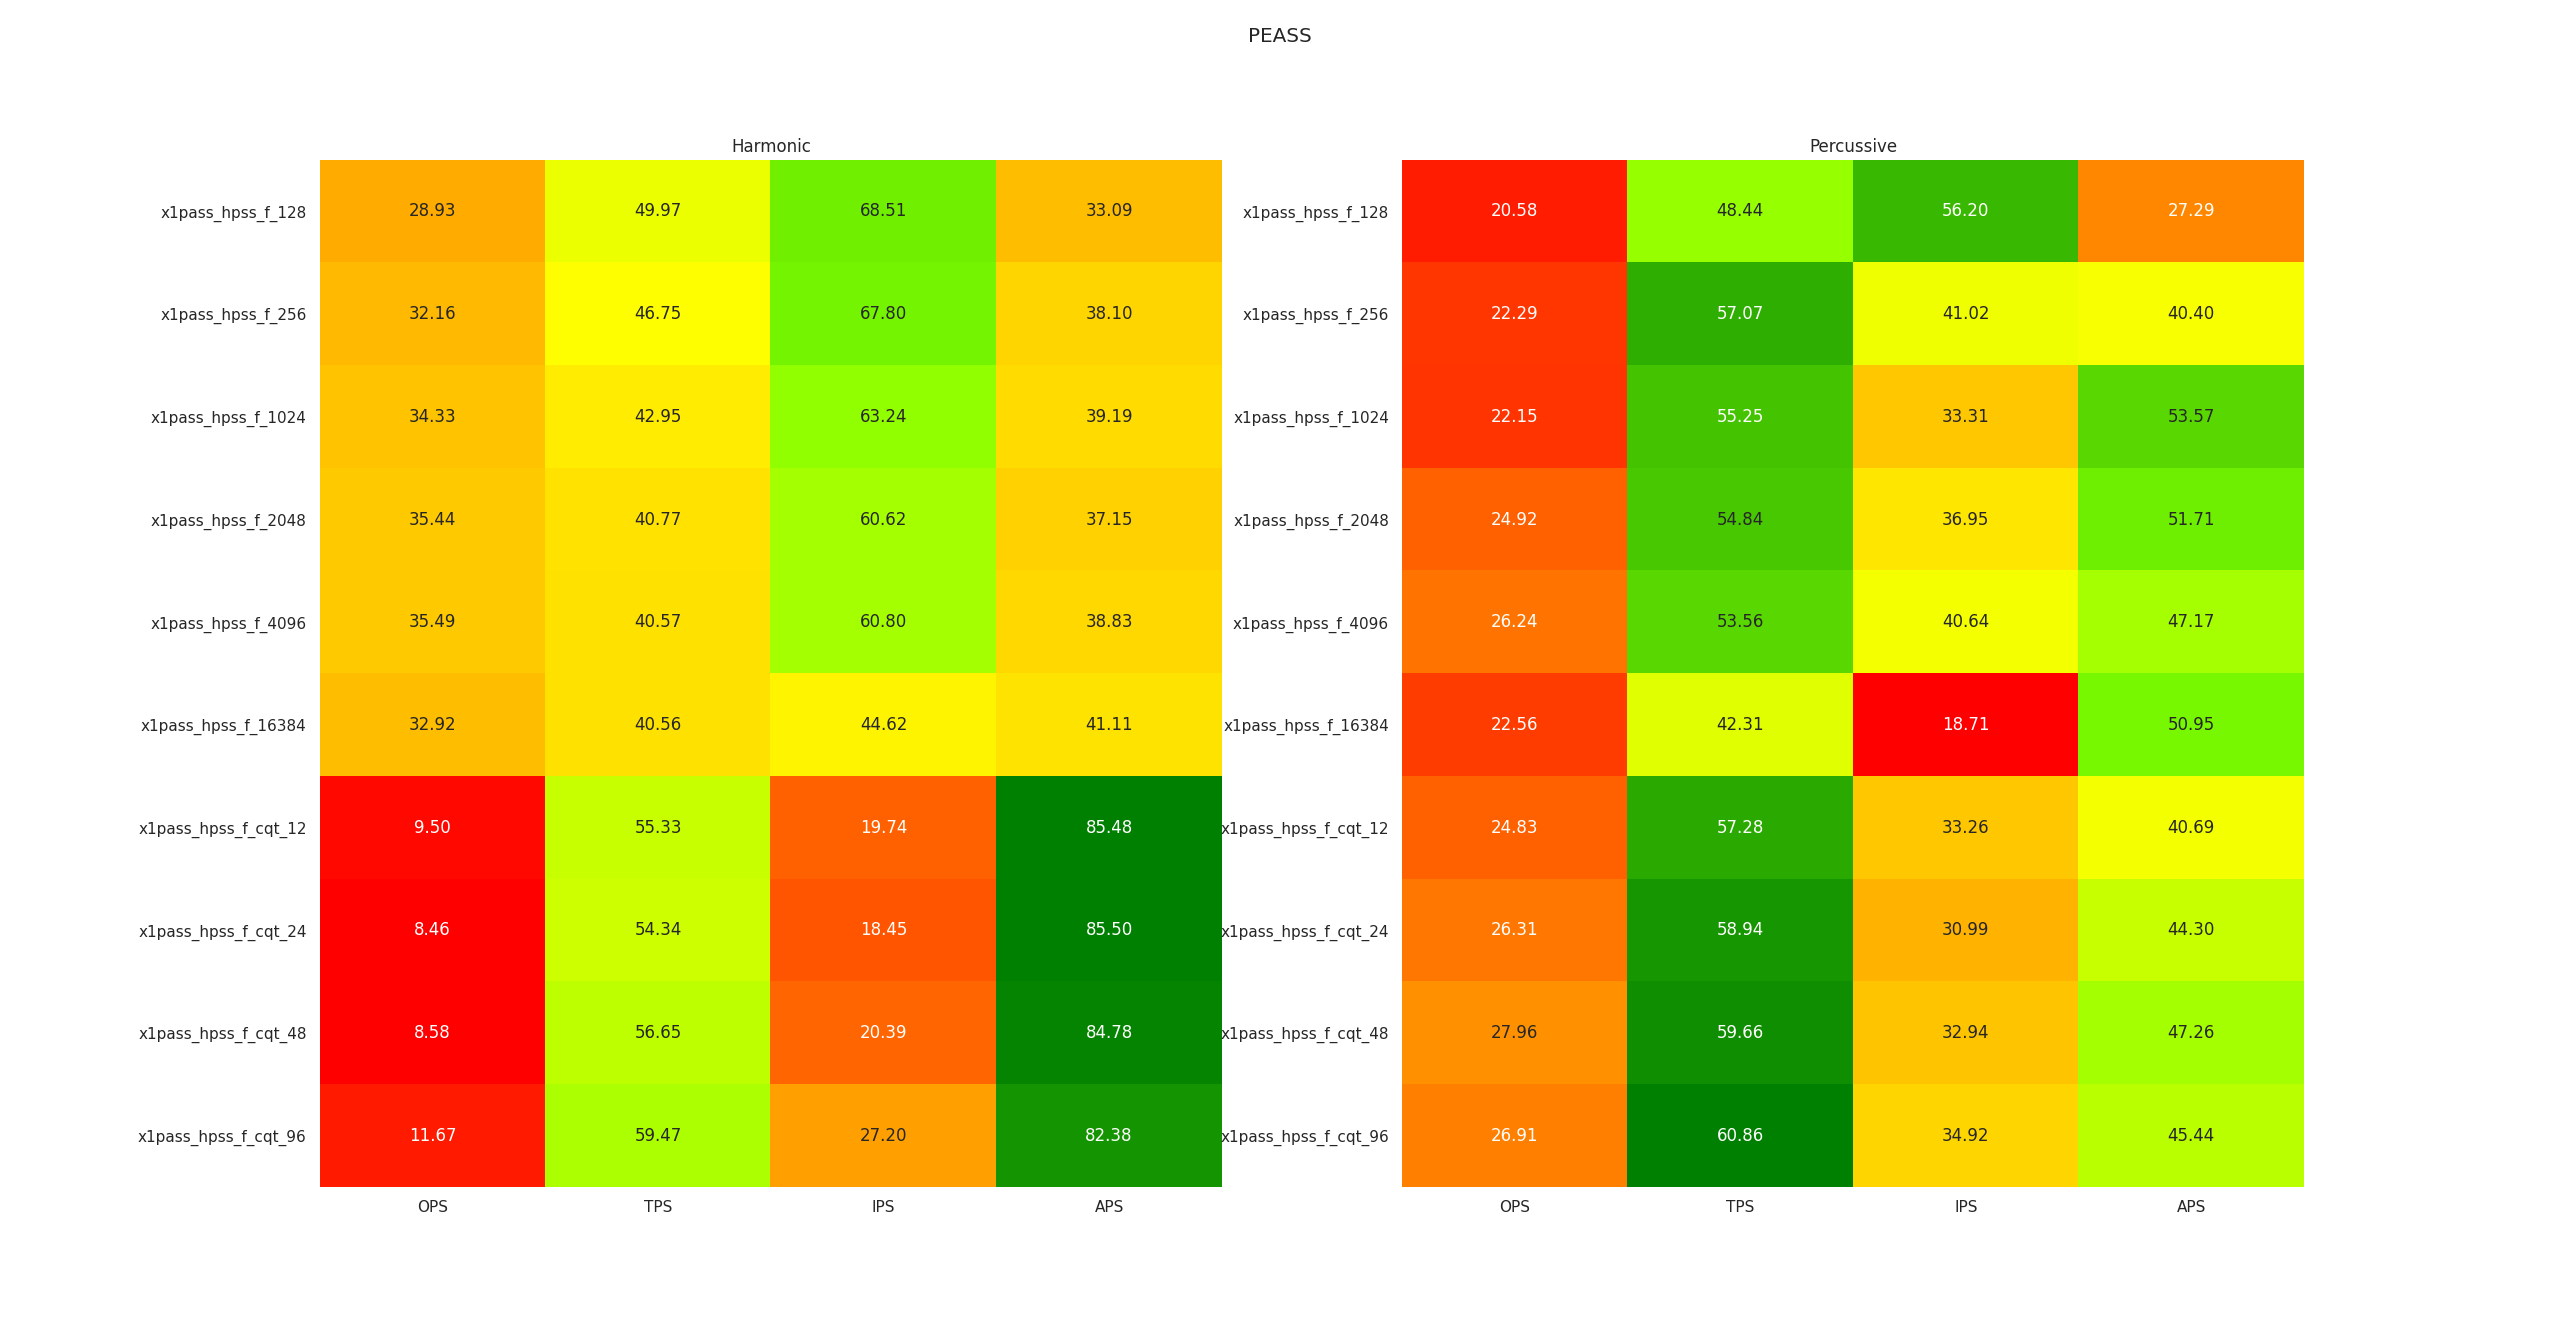 PEASS
Harmonic
x1pass_hpss_f_128 28.93 49.97 68.51 33.09
x1pass_hpss_f_256 32.16 46.75 67.80 38.10
x1pass_hpss_f_1024 34.33 42.95 63.24 39.19
x1pass_hpss_f_2048 35.44 40.77 60.62 37.15
x1pass_hpss_f_4096 35.49 40.57 60.80 38.83
x1pass_hpss_f_16384 32.92 40.56 44.62 41.11
x1pass_hpss_f_cqt_12 9.50 55.33 19.74 85.48
x1pass_hpss_f_cqt_24 8.46 54.34 18.45 85.50
x1pass_hpss_f_cqt_48 8.58 56.65 20.39 84.78
x1pass_hpss_f_cqt_96 11.67 59.47 27.20 82.38
OPS TPS IPS APS
Percussive
x1pass_hpss_f_128 20.58 48.44 56.20 27.29
x1pass_hpss_f_256 22.29 57.07 41.02 40.40
x1pass_hpss_f_1024 22.15 55.25 33.31 53.57
x1pass_hpss_f_2048 24.92 54.84 36.95 51.71
x1pass_hpss_f_4096 26.24 53.56 40.64 47.17
x1pass_hpss_f_16384 22.56 42.31 18.71 50.95
x1pass_hpss_f_cqt_12 24.83 57.28 33.26 40.69
x1pass_hpss_f_cqt_24 26.31 58.94 30.99 44.30
x1pass_hpss_f_cqt_48 27.96 59.66 32.94 47.26
x1pass_hpss_f_cqt_96 26.91 60.86 34.92 45.44
OPS TPS IPS APS